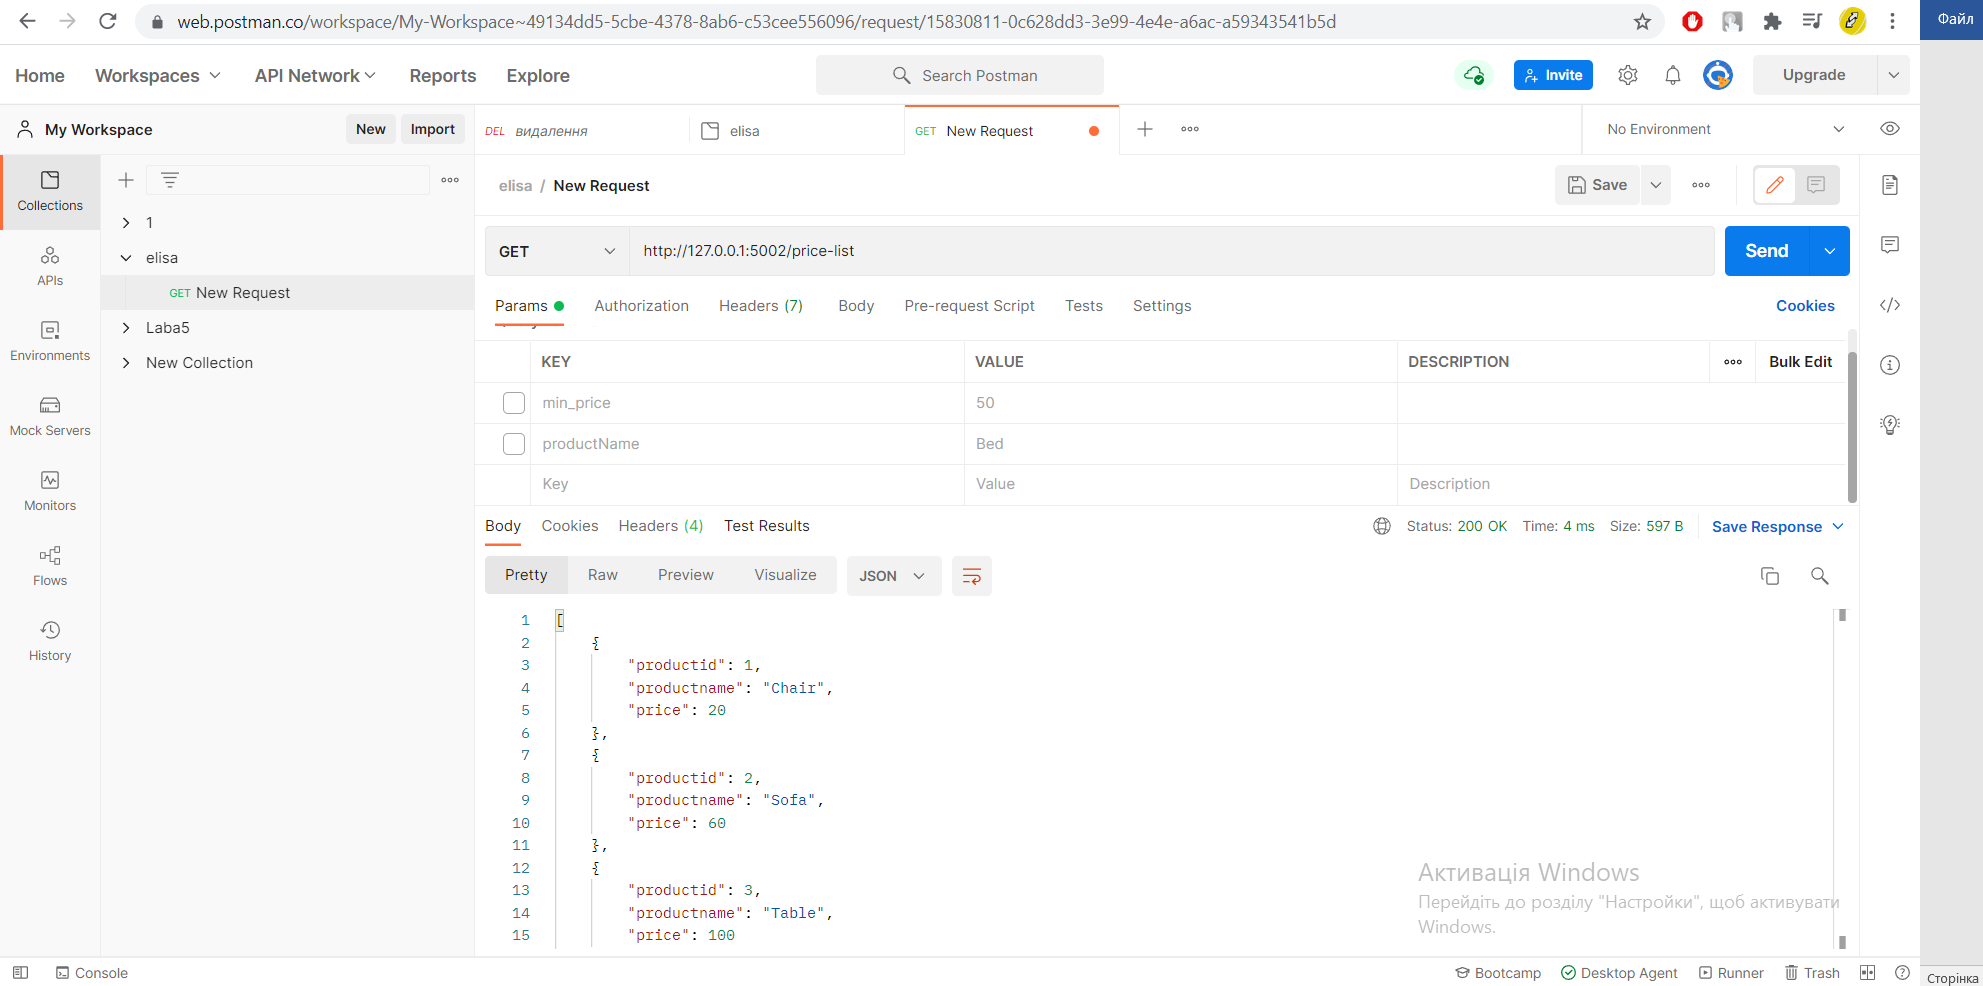 web.postman.co/workspace/My-Workspace~49134dd5-5cbe-4378-8ab6-c53cee556096/request/15830811-0c628dd3-3e99-4e4e-a6ac-a59343541b5d
Файл
Home Workspaces API Network Reports Explore
Search Postman
Invite
Upgrade
My Workspace
New Import
DEL видалення
elisa
GET New Request
No Environment
elisa / New Request
Save
Collections
1
elisa
GET New Request
Laba5
New Collection
APIs
Environments
Mock Servers
Monitors
Flows
History
GET http://127.0.0.1:5002/price-list
Send
Params Authorization Headers (7) Body Pre-request Script Tests Settings Cookies
KEY VALUE DESCRIPTION Bulk Edit
min_price 50
productName Bed
Key Value Description
Body Cookies Headers (4) Test Results
Status: 200 OK Time: 4 ms Size: 597 B Save Response
Pretty Raw Preview Visualize JSON
1 [
2 {
3 "productid": 1,
4 "productname": "Chair",
5 "price": 20
6 },
7 {
8 "productid": 2,
9 "productname": "Sofa",
10 "price": 60
11 },
12 {
13 "productid": 3,
14 "productname": "Table",
15 "price": 100
Активація Windows
Перейдіть до розділу "Настройки", щоб активувати
Windows.
Console
Bootcamp Desktop Agent Runner Trash
Сторінка